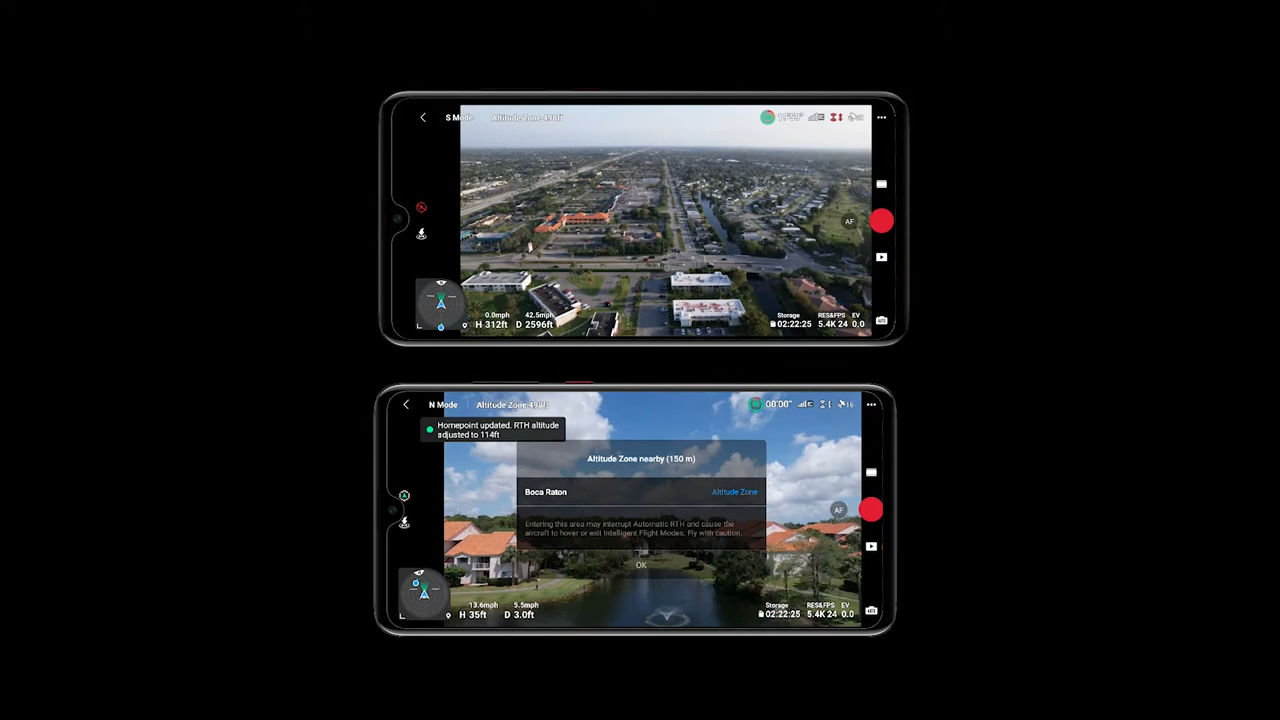 S Mode
Altitude Zone 498ft
19'59"
AF
0.0mph
42.5mph
H 312ft
D 2596ft
Storage
RES&FPS
EV
02:22:25
5.4K 24
0.0
N Mode
Altitude Zone 498ft
00'00"
16
Homepoint updated. RTH altitude
adjusted to 114ft
Altitude Zone nearby (150 m)
Boca Raton
Altitude Zone
Entering this area may interrupt Automatic RTH and cause the
aircraft to hover or exit Intelligent Flight Modes. Fly with caution.
OK
AF
13.6mph
5.5mph
H 35ft
D 3.0ft
Storage
RES&FPS
EV
02:22:25
5.4K 24
0.0